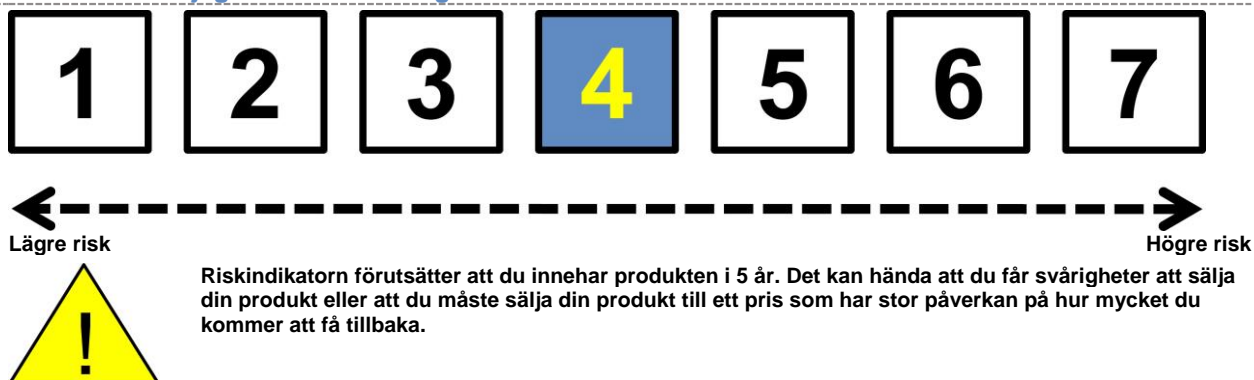 1 2 3 4 5 6 7
Lägre risk Högre risk
Riskindikatorn förutsätter att du innehar produkten i 5 år. Det kan hända att du får svårigheter att sälja
din produkt eller att du måste sälja din produkt till ett pris som har stor påverkan på hur mycket du
kommer att få tillbaka.
!